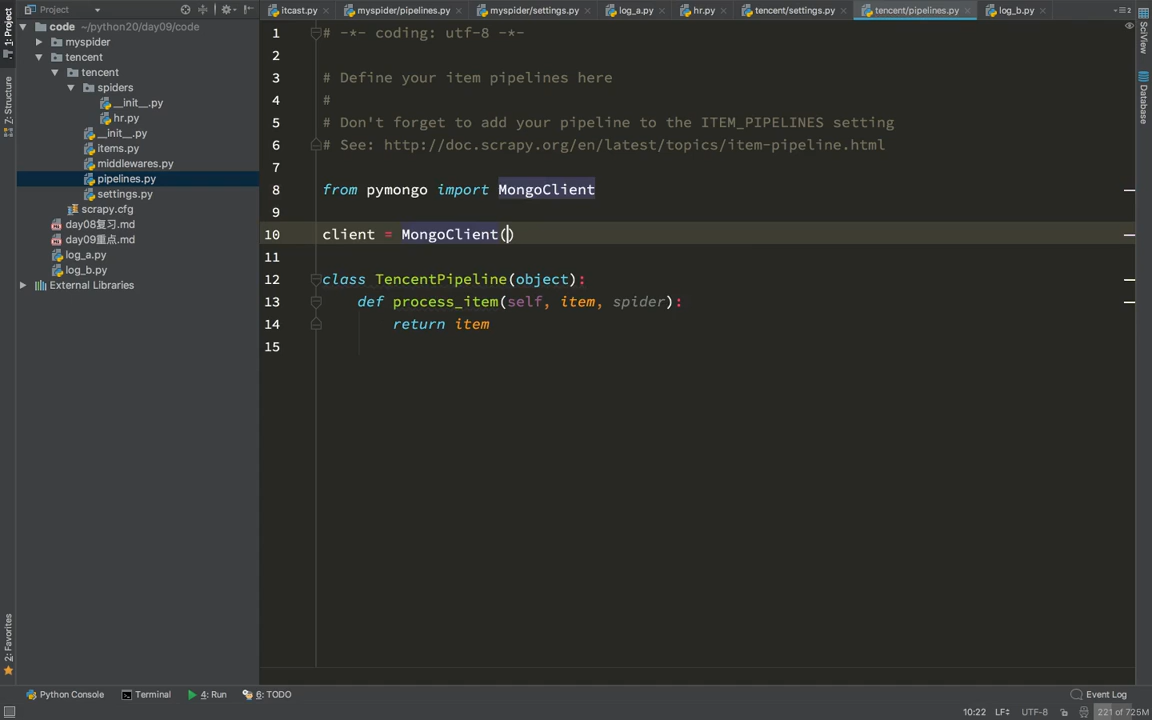 Project
itcast.py
myspider/pipelines.py
myspider/settings.py
log_a.py
hr.py
tencent/settings.py
tencent/pipelines.py
log_b.py
2
1: Project
Z: Structure
2: Favorites
SciView
Database
code ~/python20/day09/code
myspider
tencent
tencent
spiders
__init__.py
hr.py
__init__.py
items.py
middlewares.py
pipelines.py
settings.py
scrapy.cfg
day08复习.md
day09重点.md
log_a.py
log_b.py
External Libraries
1 # -*- coding: utf-8 -*-
2
3 # Define your item pipelines here
4 #
5 # Don't forget to add your pipeline to the ITEM_PIPELINES setting
6 # See: http://doc.scrapy.org/en/latest/topics/item-pipeline.html
7
8 from pymongo import MongoClient
9
10 client = MongoClient()
11
12 class TencentPipeline(object):
13 def process_item(self, item, spider):
14 return item
15
Python Console
Terminal
4: Run
6: TODO
Event Log
10:22 LF÷ UTF-8 221 of 725M